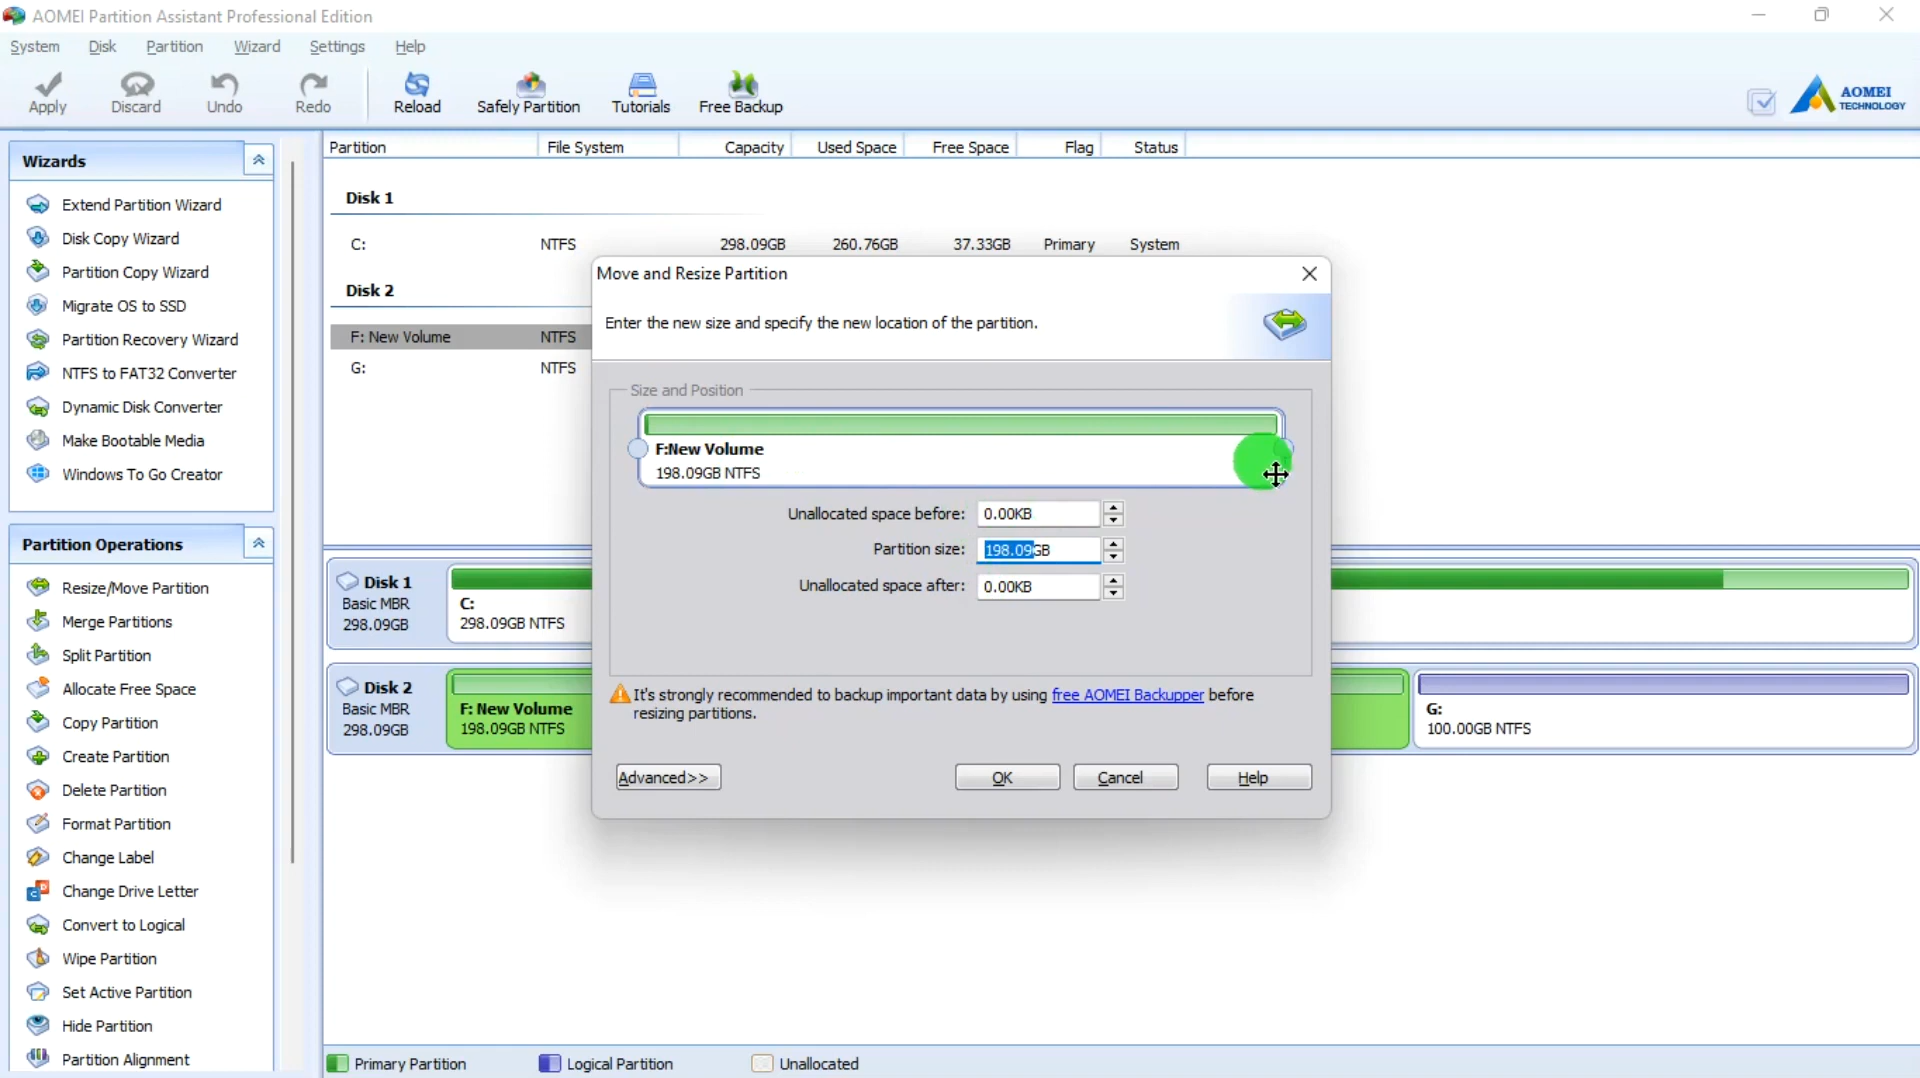 AOMEI Partition Assistant Professional Edition
System Disk Partition Wizard Settings Help
Apply Discard Undo Redo Reload Safely Partition Tutorials Free Backup
AOMEI
TECHNOLOGY
Wizards
Extend Partition Wizard
Disk Copy Wizard
Partition Copy Wizard
Migrate OS to SSD
Partition Recovery Wizard
NTFS to FAT32 Converter
Dynamic Disk Converter
Make Bootable Media
Windows To Go Creator
Partition Operations
Resize/Move Partition
Merge Partitions
Split Partition
Allocate Free Space
Copy Partition
Create Partition
Delete Partition
Format Partition
Change Label
Change Drive Letter
Convert to Logical
Wipe Partition
Set Active Partition
Hide Partition
Partition Alignment
Partition File System Capacity Used Space Free Space Flag Status
Disk 1
C: NTFS 298.09GB 260.76GB 37.33GB Primary System
Disk 2
F: New Volume NTFS
G: NTFS
Move and Resize Partition
Enter the new size and specify the new location of the partition.
Size and Position
F:New Volume
198.09GB NTFS
Unallocated space before: 0.00KB
Partition size: 198.09GB
Unallocated space after: 0.00KB
It's strongly recommended to backup important data by using free AOMEI Backupper before
resizing partitions.
Advanced>> OK Cancel Help
Disk 1
Basic MBR
298.09GB
C:
298.09GB NTFS
Disk 2
Basic MBR
298.09GB
F: New Volume
198.09GB NTFS
G:
100.00GB NTFS
Primary Partition Logical Partition Unallocated